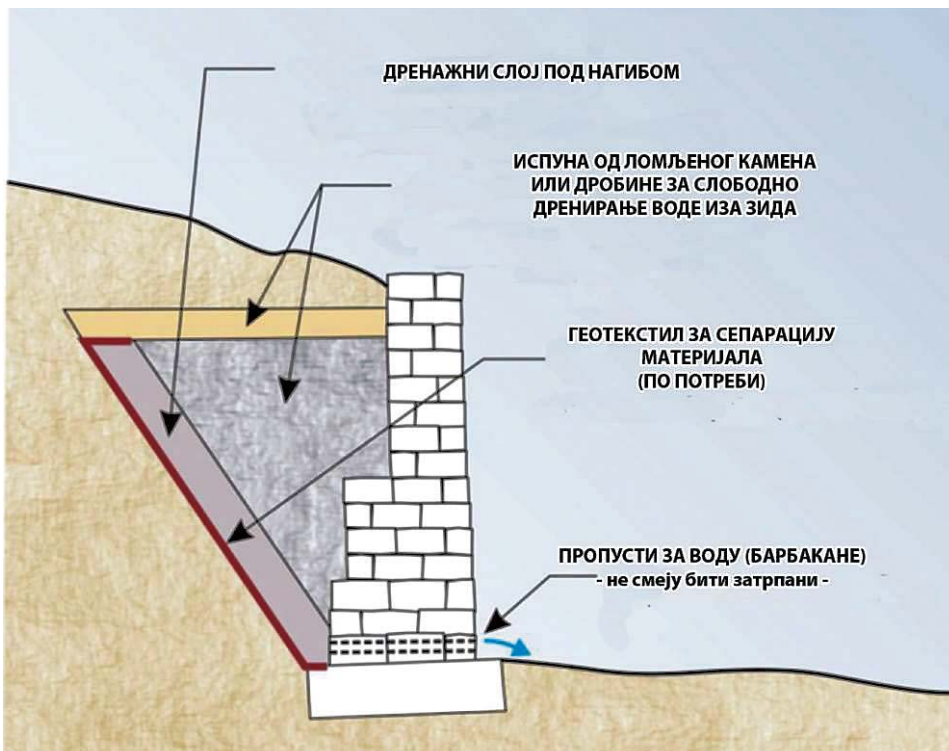 ДРЕНАЖНИ СЛОЈ ПОД НАГИБОМ
ИСПУНА ОД ЛОМЉЕНОГ КАМЕНА
ИЛИ ДРОБИНЕ ЗА СЛОБОДНО
ДРЕНИРАЊЕ ВОДЕ ИЗА ЗИДА
ГЕОТЕКСТИЛ ЗА СЕПАРАЦИЈУ
МАТЕРИЈАЛА
(ПО ПОТРЕБИ)
ПРОПУСТИ ЗА ВОДУ (БАРБАКАНЕ)
- не смеју бити затрпани -